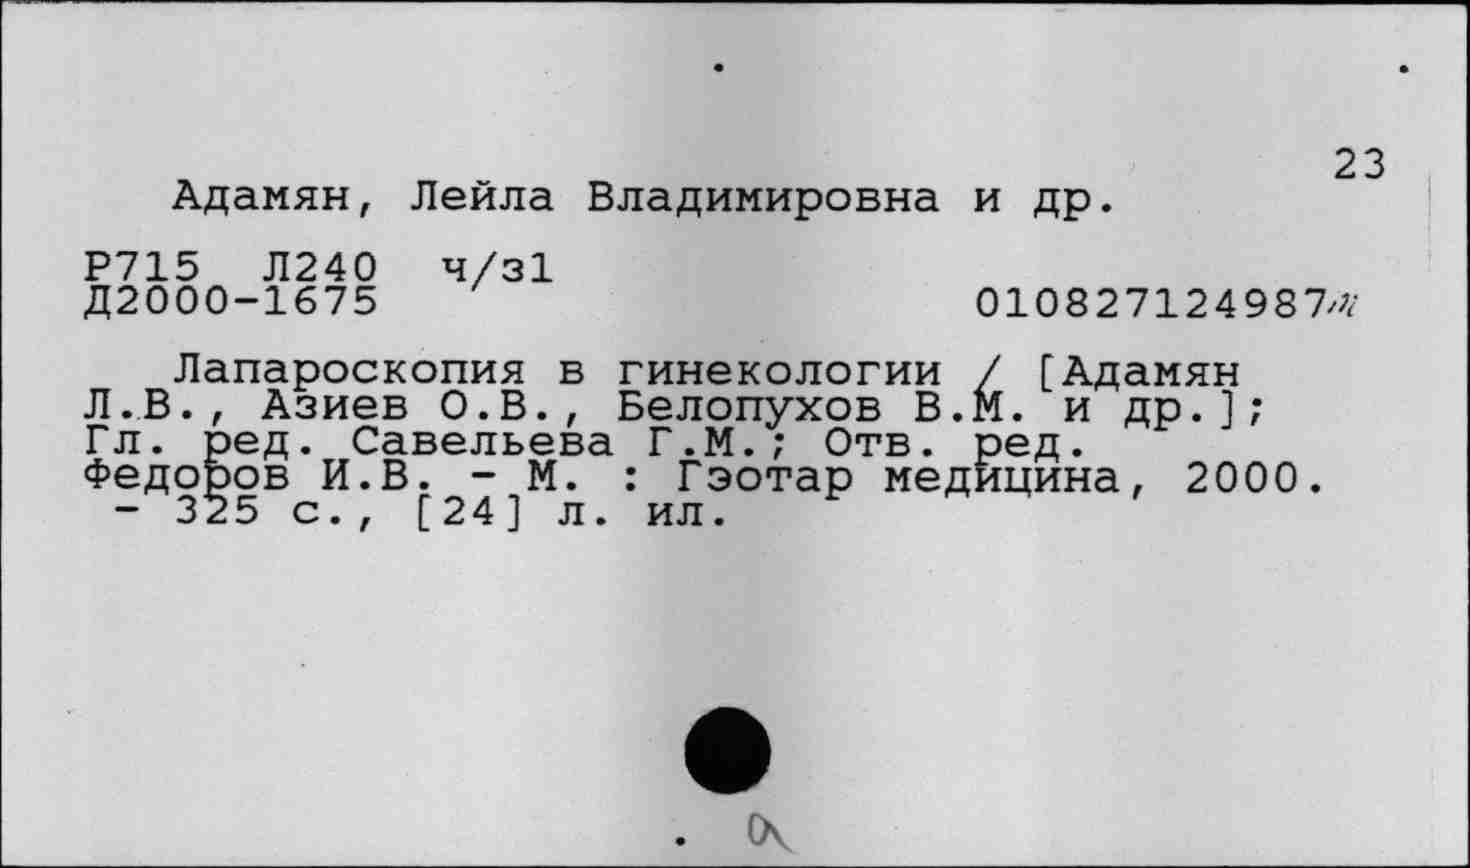 23
Адамян, Лейла Владимировна и др.
Р715 Л240 ч/з1
Д2000-1675 010827124987
Лапароскопия в гинекологии / [Адамян
Л.В., Азиев О.В., Белопухов В.М. и др.];
Гл. ред. Савельева Г.М.; Отв. ред.
Федоров И.В. - М. : Гэотар медицина, 2000.
- 325 с., [24] л. ил.